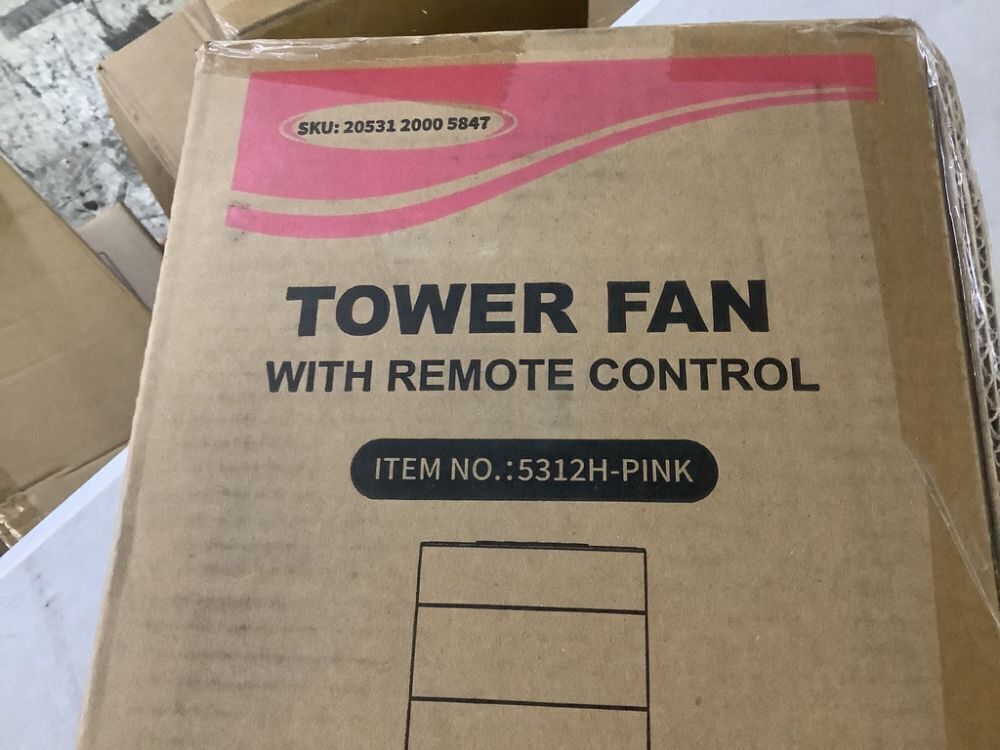 SKU: 20531 2000 5847
TOWER FAN
WITH REMOTE CONTROL
ITEM NO.:5312H-PINK